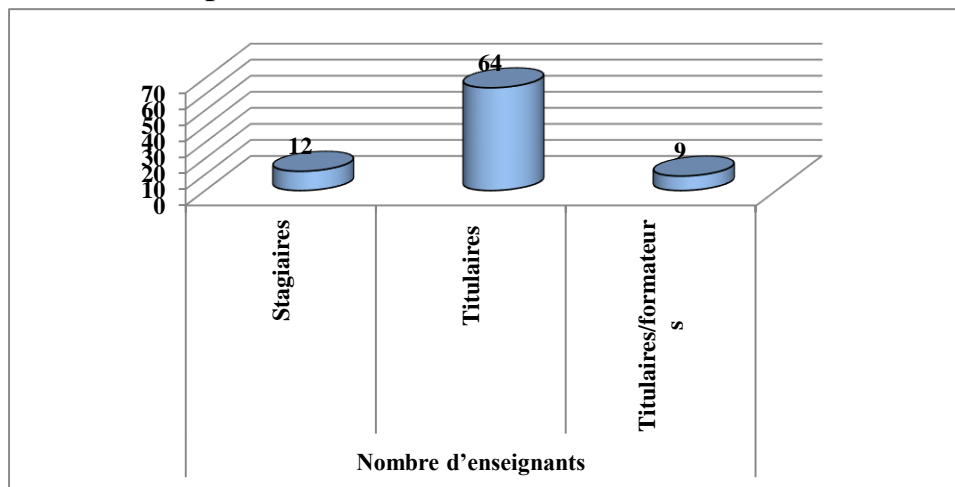 64
70
60
50
40
30
20
10
0
12
9
Stagiaires
Titulaires
Titulaires/formateur
s
Nombre d’enseignants